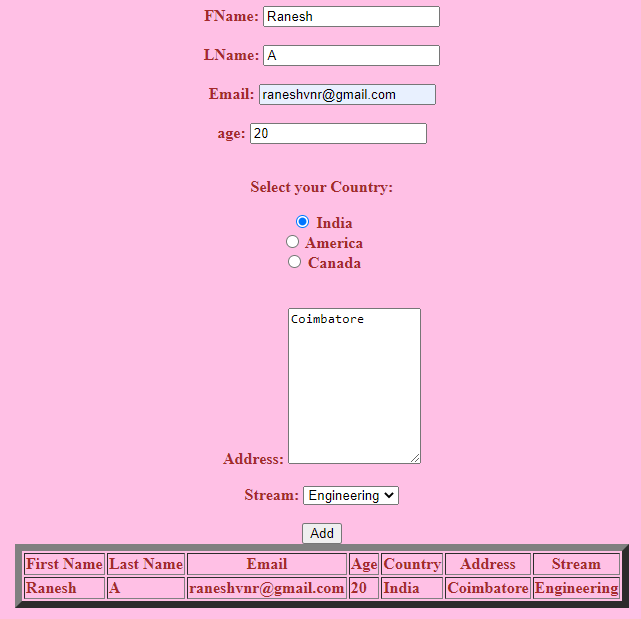 FName: Ranesh
LName: A
Email: raneshvnr@gmail.com
age: 20
Select your Country:
India
America
Canada
Coimbatore
Address:
Stream: Engineering
Add
First Name Last Name Email Age Country Address Stream
Ranesh A raneshvnr@gmail.com 20 India Coimbatore Engineering